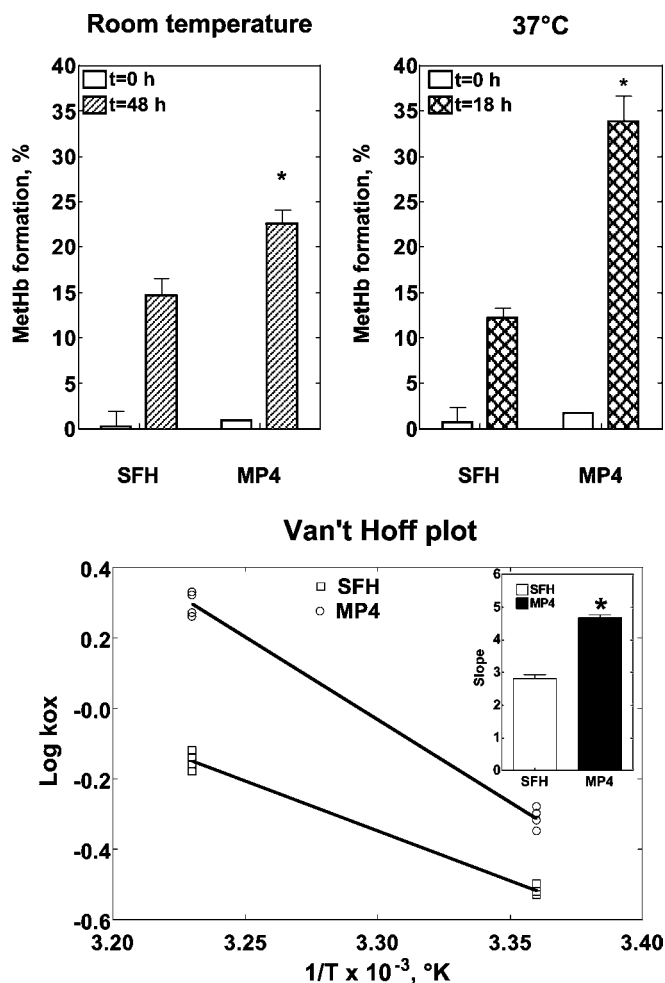 Room temperature
40
35
30
25
20
15
10
5
0
MetHb formation, %
t=0 h
t=48 h
*
SFH MP4
37°C
40
35
30
25
20
15
10
5
0
MetHb formation, %
t=0 h
t=18 h
*
SFH MP4
Van't Hoff plot
0.4
0.2
-0.0
-0.2
-0.4
-0.6
Log kox
SFH
MP4
6
5
4
3
2
1
0
Slope
SFH
MP4
*
SFH MP4
3.20 3.25 3.30 3.35 3.40
1/T x 10⁻³, °K